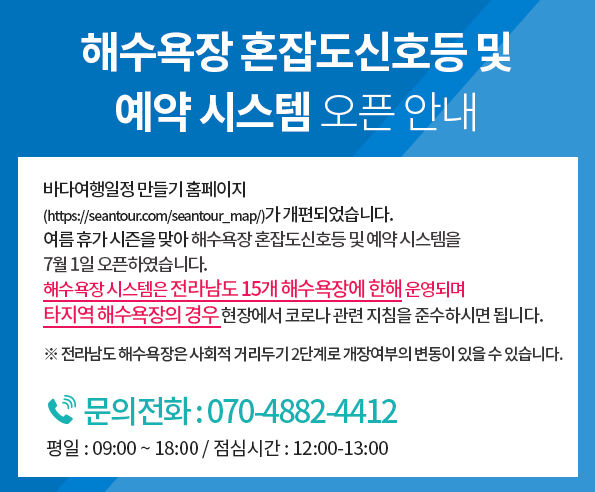 해수욕장 혼잡도신호등 및
예약 시스템 오픈 안내
바다여행일정 만들기 홈페이지
(https://seantour.com/seantour_map/)가 개편되었습니다.
여름 휴가 시즌을 맞아 해수욕장 혼잡도신호등 및 예약 시스템을
7월 1일 오픈하였습니다.
해수욕장 시스템은 전라남도 15개 해수욕장에 한해 운영되며
타지역 해수욕장의 경우 현장에서 코로나 관련 지침을 준수하시면 됩니다.
※ 전라남도 해수욕장은 사회적 거리두기 2단계로 개장여부의 변동이 있을 수 있습니다.
문의전화 : 070-4882-4412
평일 : 09:00 ~ 18:00 / 점심시간 : 12:00-13:00